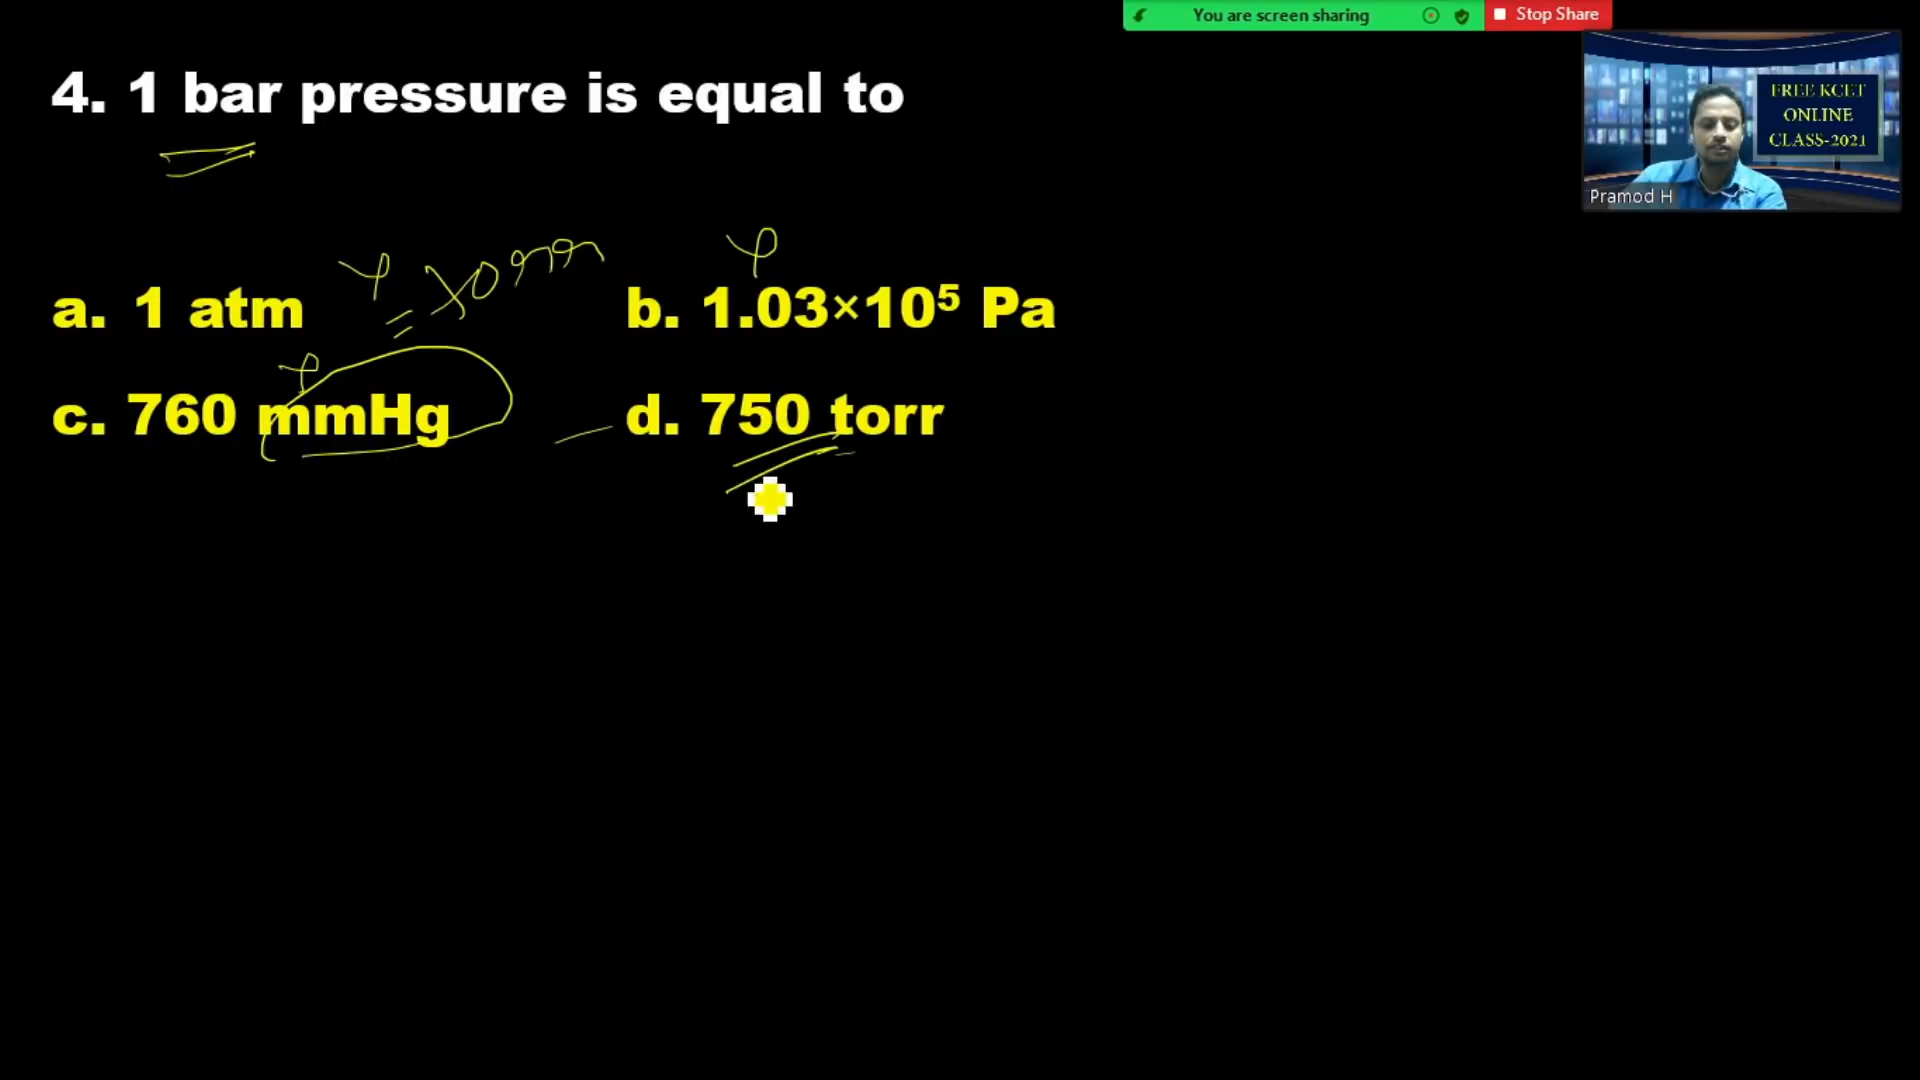 You are screen sharing
Stop Share
4. 1 bar pressure is equal to
FREE KCET
ONLINE
CLASS-2021
Pramod H
= torr
a. 1 atm
b. 1.03×10⁵ Pa
c. 760 mmHg
d. 750 torr